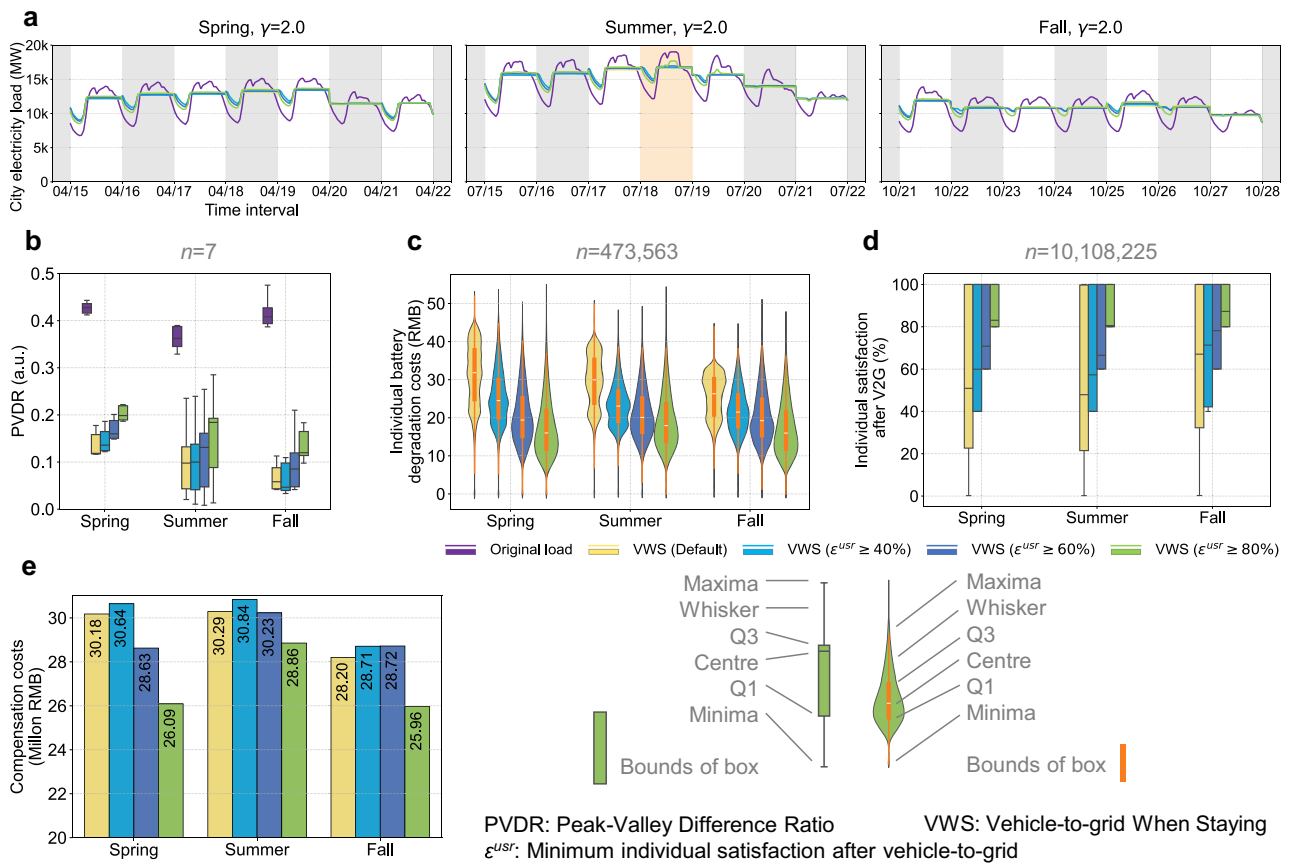 a
Spring, γ=2.0
Summer, γ=2.0
Fall, γ=2.0
City electricity load (MW)
20k
15k
10k
5k
0
04/15 04/16 04/17 04/18 04/19 04/20 04/21 04/22
07/15 07/16 07/17 07/18 07/19 07/20 07/21 07/22
10/21 10/22 10/23 10/24 10/25 10/26 10/27 10/28
Time interval
b
n=7
PVDR (a.u.)
0.5
0.4
0.3
0.2
0.1
0.0
Spring Summer Fall
c
n=473,563
Individual battery
degradation costs (RMB)
50
40
30
20
10
0
Spring Summer Fall
d
n=10,108,225
Individual satisfaction
after V2G (%)
100
80
60
40
20
0
Spring Summer Fall
Original load
VWS (Default)
VWS (ε^usr ≥ 40%)
VWS (ε^usr ≥ 60%)
VWS (ε^usr ≥ 80%)
e
Compensation costs
(Millon RMB)
30
28
26
24
22
20
30.18
30.64
28.63
26.09
30.29
30.84
30.23
28.86
28.20
28.71
28.72
25.96
Spring Summer Fall
Maxima
Whisker
Q3
Centre
Q1
Minima
Bounds of box
Maxima
Whisker
Q3
Centre
Q1
Minima
Bounds of box
PVDR: Peak-Valley Difference Ratio
VWS: Vehicle-to-grid When Staying
ε^usr: Minimum individual satisfaction after vehicle-to-grid